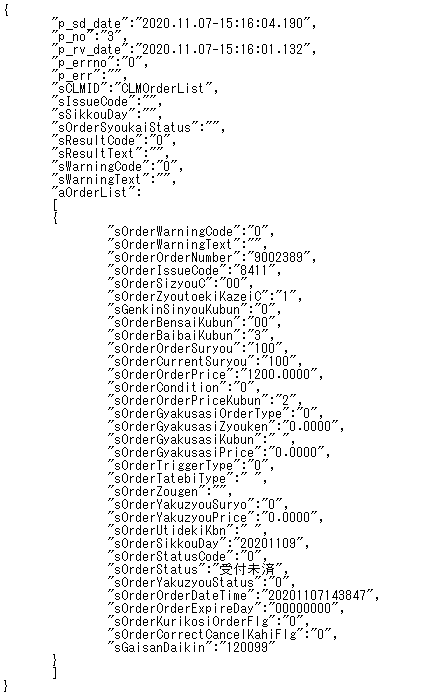 {
"p_sd_date":"2020.11.07-15:16:04.190",
"p_no":"3",
"p_rv_date":"2020.11.07-15:16:01.132",
"p_errno":"0",
"p_err":"",
"sCLMID":"CLMOrderList",
"sIssueCode":"",
"sSikkouDay":"",
"sOrderSyoukaiStatus":"",
"sResultCode":"0",
"sResultText":"",
"sWarningCode":"0",
"sWarningText":"",
"aOrderList":
[
{
"sOrderWarningCode":"0",
"sOrderWarningText":"",
"sOrderOrderNumber":"9002389",
"sOrderIssueCode":"8411",
"sOrderSizyouC":"00",
"sOrderZyoutoekiKazeiC":"1",
"sGenkinSinyouKubun":"0",
"sOrderBensaiKubun":"00",
"sOrderBaibaiKubun":"3",
"sOrderOrderSuryou":"100",
"sOrderCurrentSuryou":"100",
"sOrderOrderPrice":"1200.0000",
"sOrderCondition":"0",
"sOrderOrderPriceKubun":"2",
"sOrderGyakusasiOrderType":"0",
"sOrderGyakusasiZyouken":"0.0000",
"sOrderGyakusasiKubun":" ",
"sOrderGyakusasiPrice":"0.0000",
"sOrderTriggerType":"0",
"sOrderTatebiType":" ",
"sOrderZougen":"",
"sOrderYakuzyouSuryo":"0",
"sOrderYakuzyouPrice":"0.0000",
"sOrderUtidekiKbn":" ",
"sOrderSikkouDay":"20201109",
"sOrderStatusCode":"0",
"sOrderStatus":"受付未済",
"sOrderYakuzyouStatus":"0",
"sOrderOrderDateTime":"20201107143847",
"sOrderOrderExpireDay":"00000000",
"sOrderKurikosiOrderFlg":"0",
"sOrderCorrectCancelKahiFlg":"0",
"sGaisanDaikin":"120099"
}
]
}